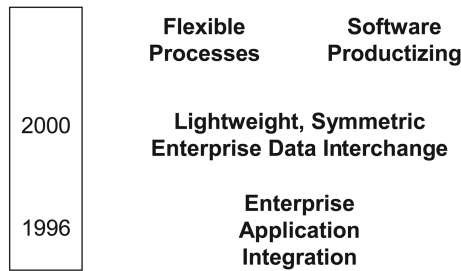 Flexible Processes
Software Productizing
2000
Lightweight, Symmetric
Enterprise Data Interchange
1996
Enterprise
Application
Integration